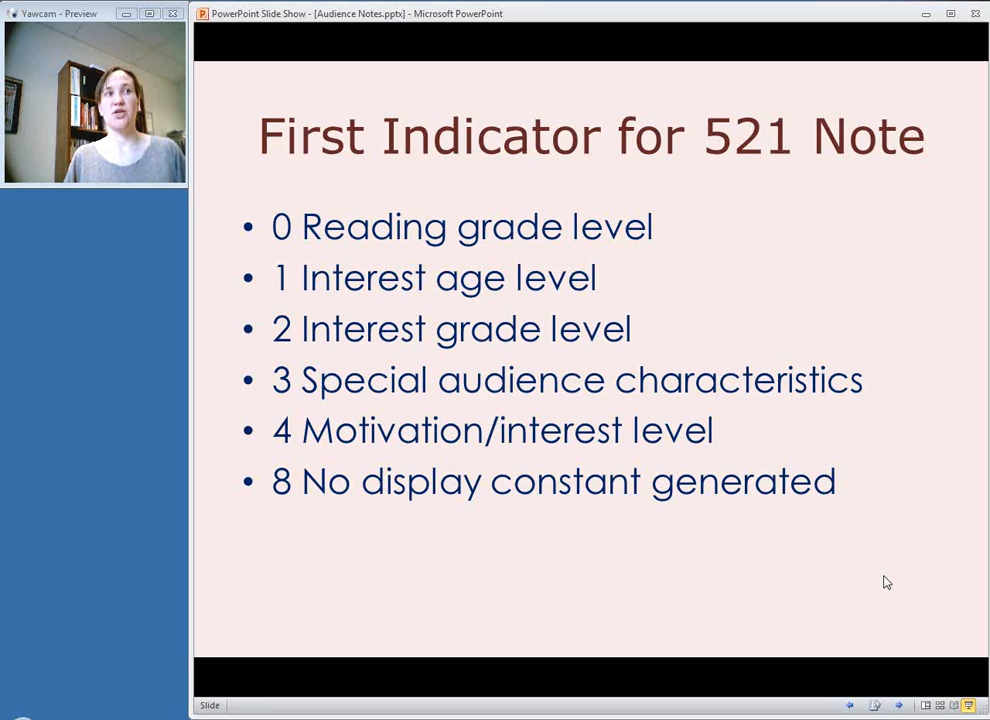 Yawcam - Preview
PowerPoint Slide Show - [Audience Notes.pptx] - Microsoft PowerPoint
First Indicator for 521 Note
• 0 Reading grade level
• 1 Interest age level
• 2 Interest grade level
• 3 Special audience characteristics
• 4 Motivation/interest level
• 8 No display constant generated
Slide